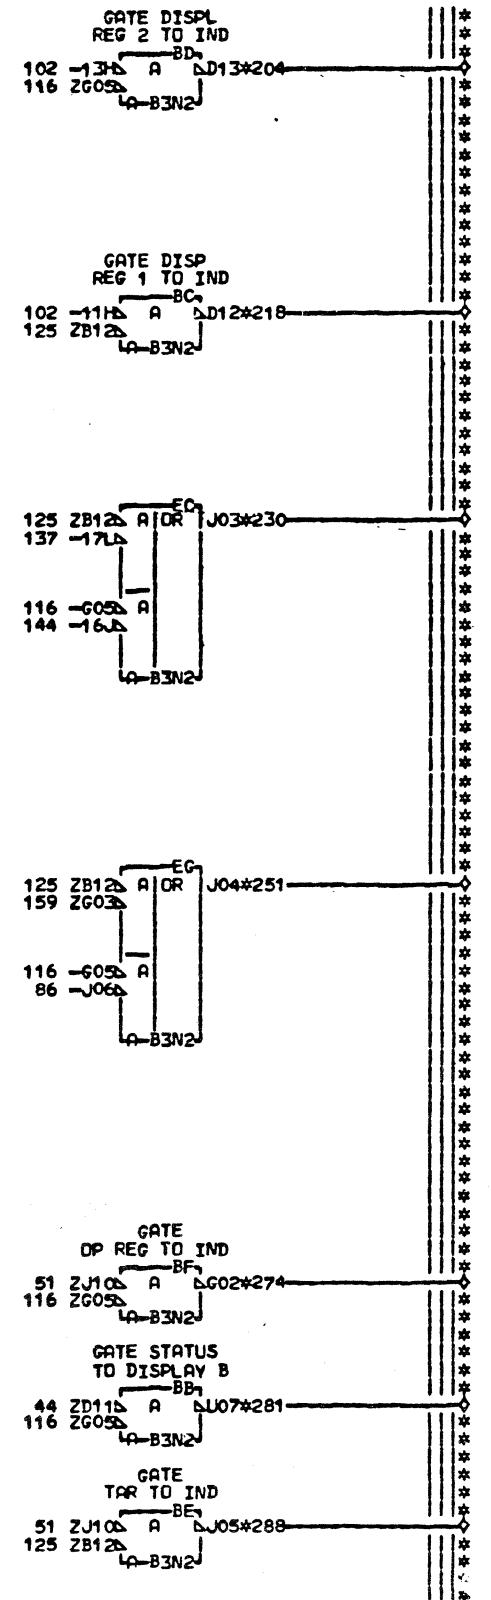 GATE DISPL
REG 2 TO IND
BD
102 -13H A D13*204
116 ZG05
A-B3N2
GATE DISP
REG 1 TO IND
BC
102 -11H A D12*218
125 ZB12
A-B3N2
EC
125 ZB12 A OR J03*230
137 -17L
116 -G05 A
144 -16J
A-B3N2
EG
125 ZB12 A OR J04*251
159 ZG03
116 -G05 A
86 -J06
A-B3N2
GATE
OP REG TO IND
BF
51 ZJ10 A G02*274
116 ZG05
A-B3N2
GATE STATUS
TO DISPLAY B
BB
44 ZD11 A U07*281
116 ZG05
A-B3N2
GATE
TAR TO IND
BE
51 ZJ10 A J05*288
125 ZB12
A-B3N2